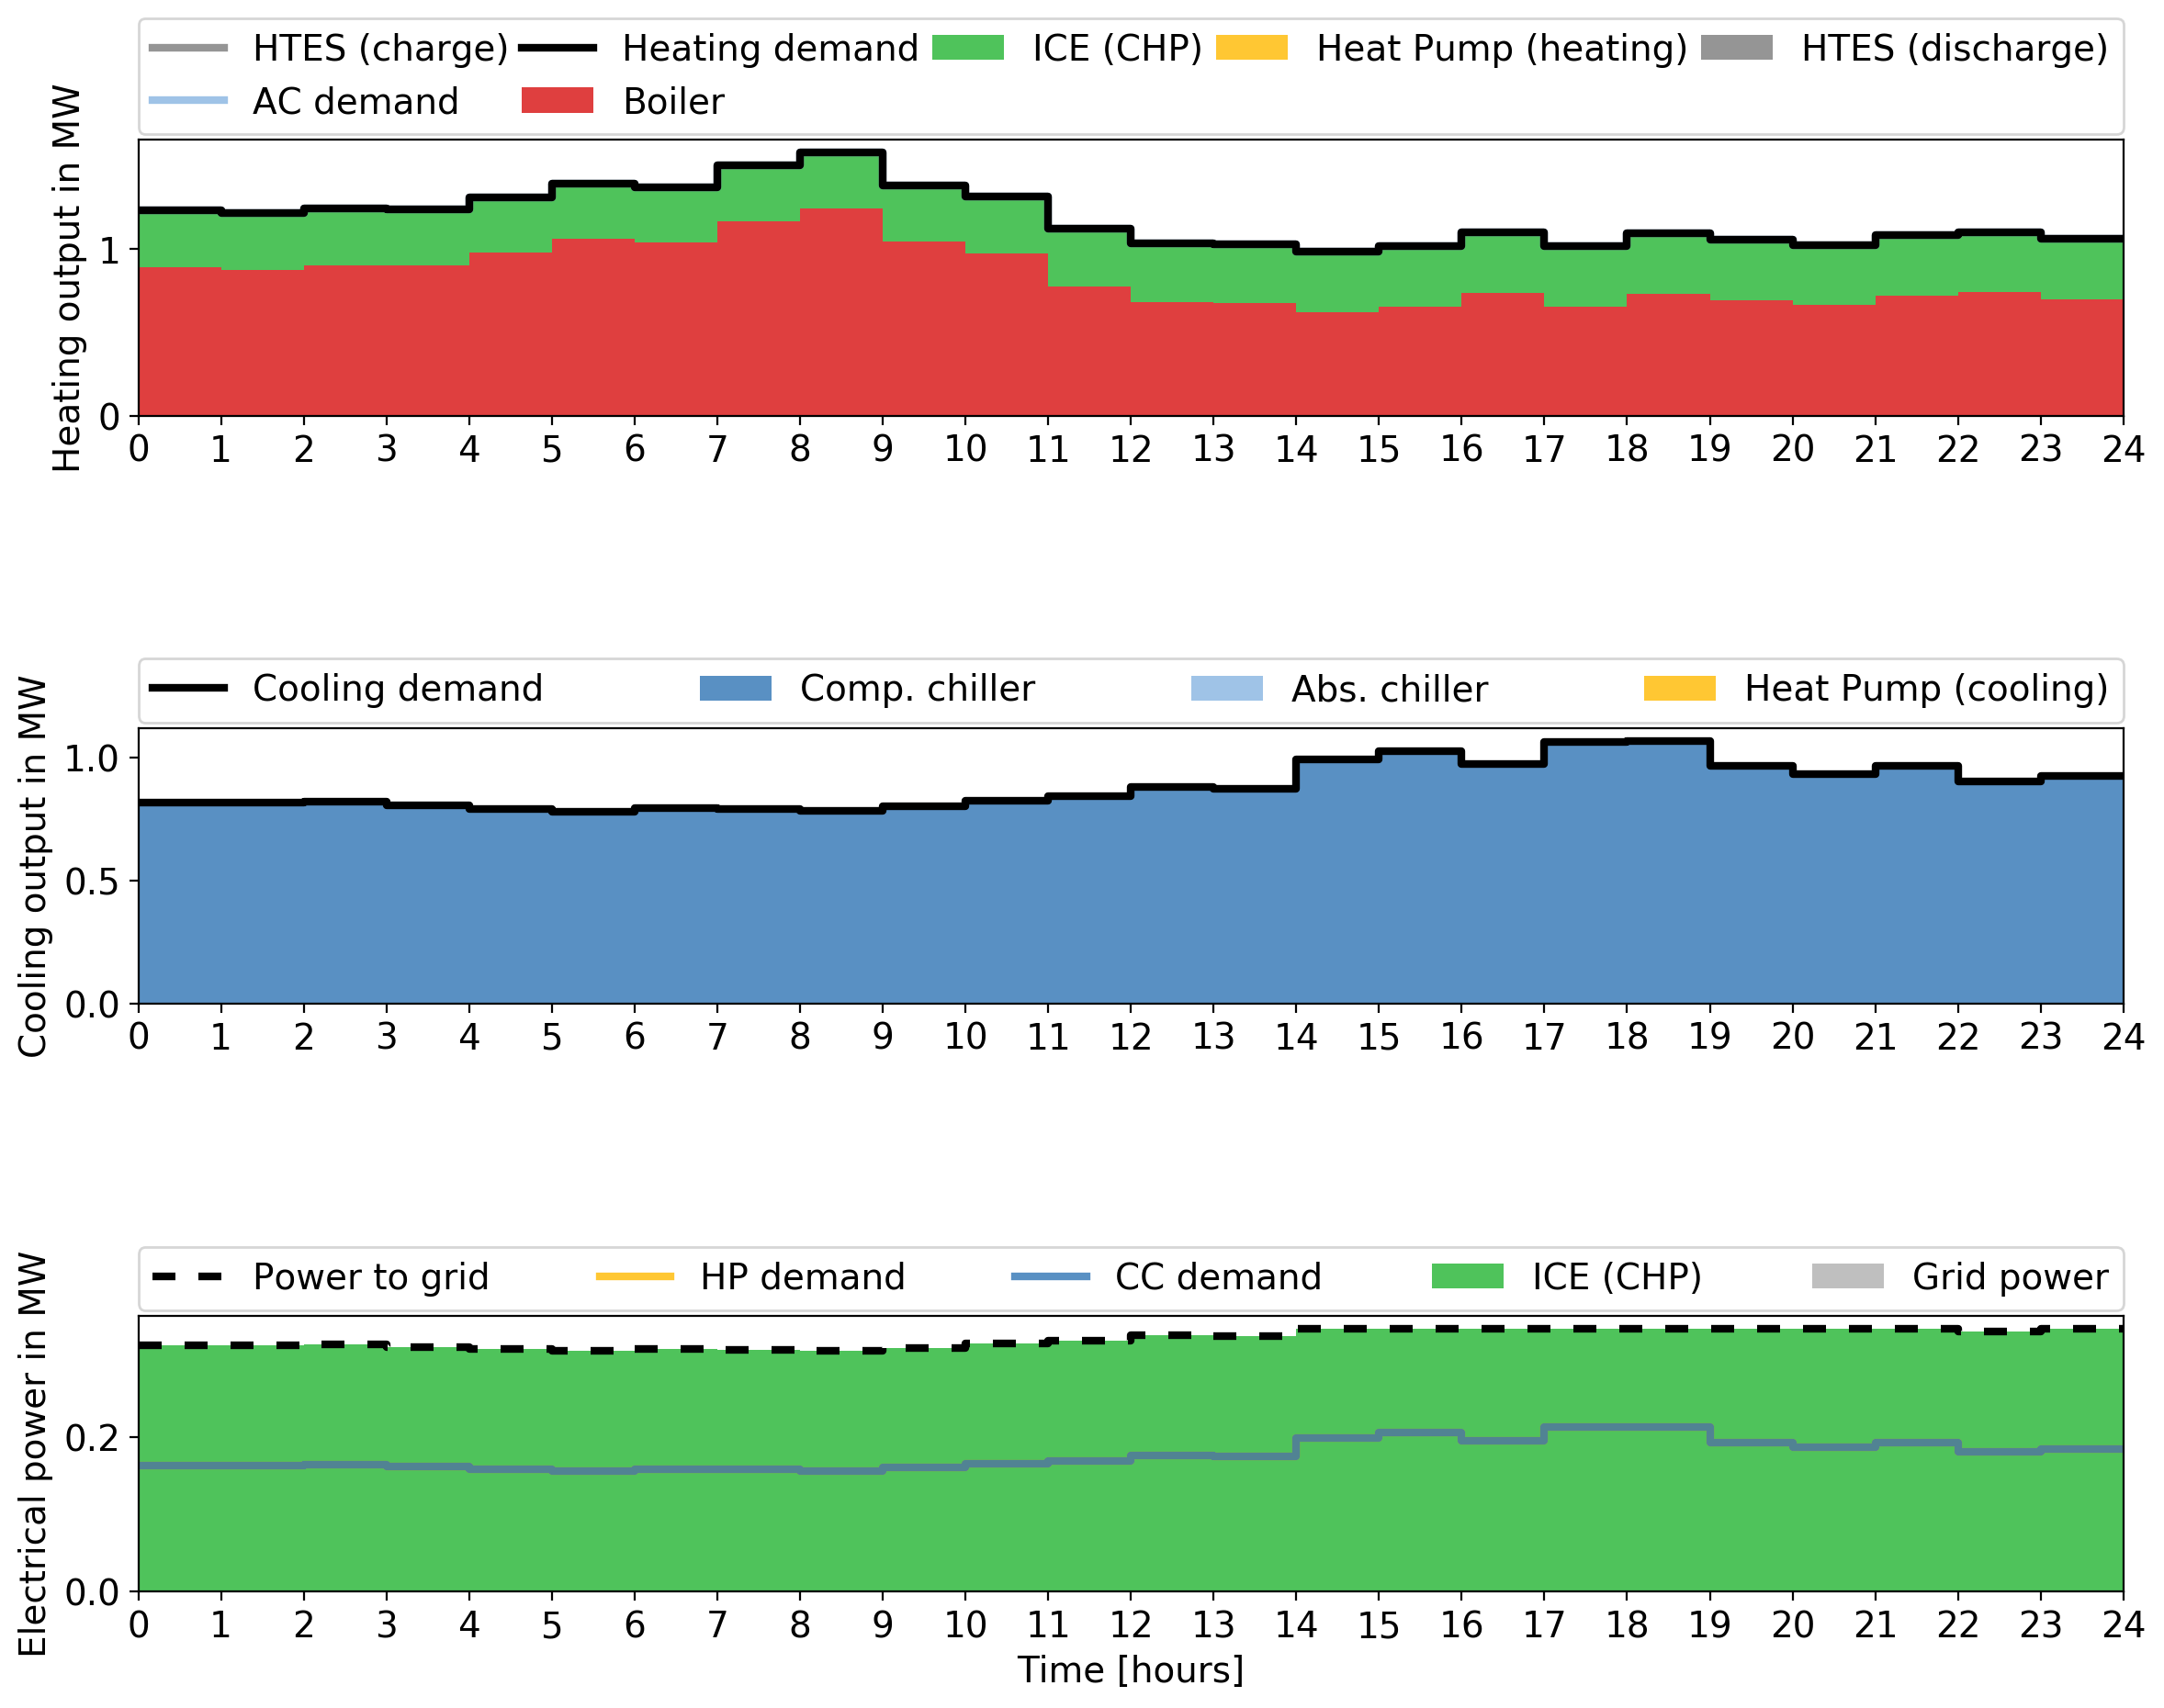 HTES (charge) Heating demand ICE (CHP) Heat Pump (heating) HTES (discharge)
AC demand Boiler
Heating output in MW
1
0
0 1 2 3 4 5 6 7 8 9 10 11 12 13 14 15 16 17 18 19 20 21 22 23 24
Cooling demand Comp. chiller Abs. chiller Heat Pump (cooling)
Cooling output in MW
1.0
0.5
0.0
0 1 2 3 4 5 6 7 8 9 10 11 12 13 14 15 16 17 18 19 20 21 22 23 24
Power to grid HP demand CC demand ICE (CHP) Grid power
Electrical power in MW
0.2
0.0
0 1 2 3 4 5 6 7 8 9 10 11 12 13 14 15 16 17 18 19 20 21 22 23 24
Time [hours]